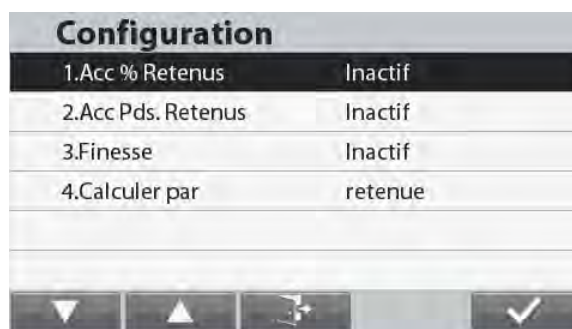 Configuration
1.Acc % Retenus Inactif
2.Acc Pds. Retenus Inactif
3.Finesse Inactif
4.Calculer par retenue